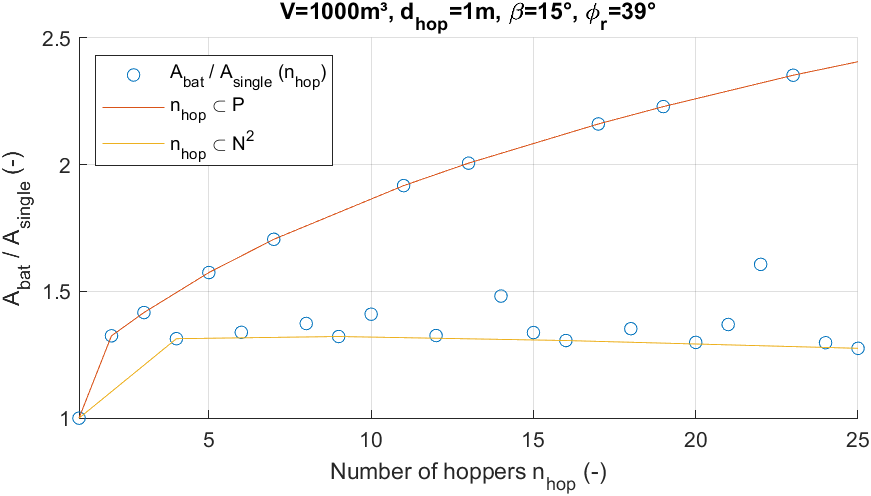 V=1000m³, d_hop=1m, β=15°, ϕ_r=39°
A_bat / A_single (n_hop)
n_hop ⊂ P
n_hop ⊂ N²
A_bat / A_single (-)
2.5
2
1.5
1
5
10
15
20
25
Number of hoppers n_hop (-)